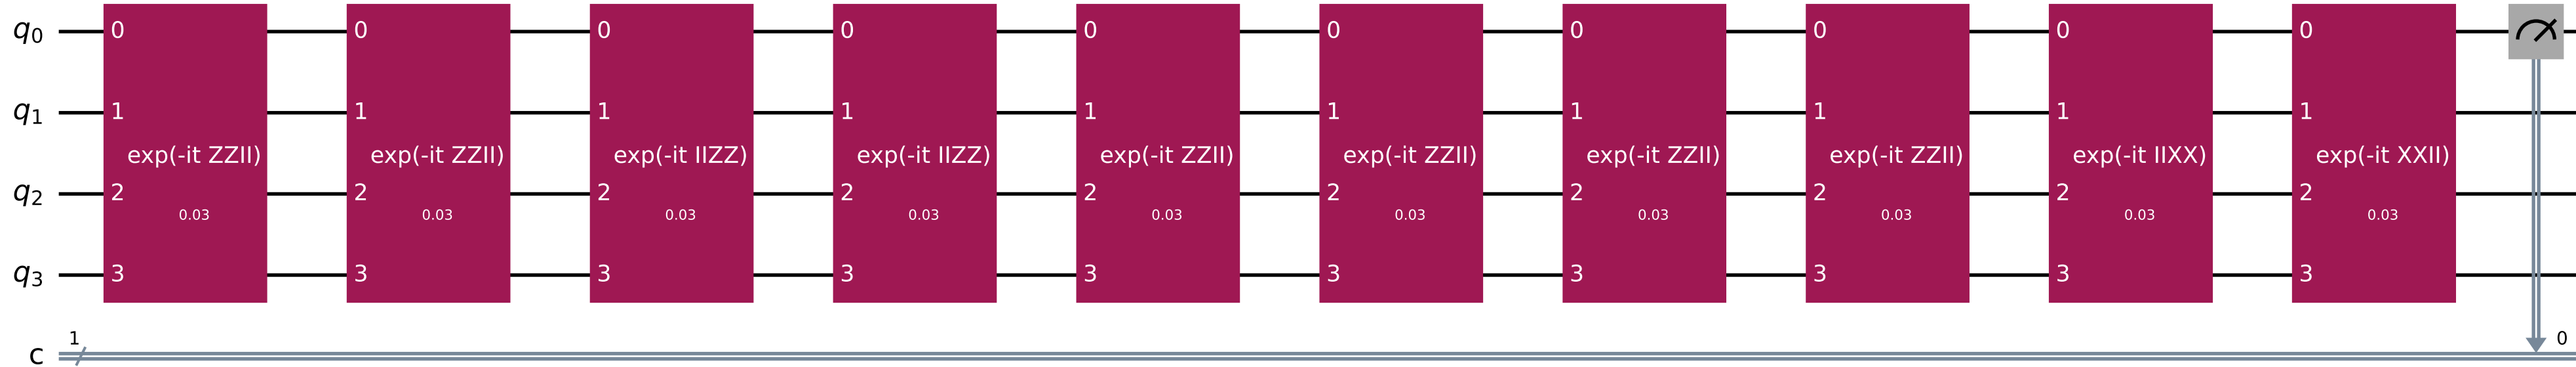 q0 0 0 0 0 0 0 0 0 0 0
q1 1 1 1 1 1 1 1 1 1 1
exp(-it ZZII) exp(-it ZZII) exp(-it IIZZ) exp(-it IIZZ) exp(-it ZZII) exp(-it ZZII) exp(-it ZZII) exp(-it ZZII) exp(-it IIXX) exp(-it XXII)
q2 2 2 2 2 2 2 2 2 2 2
0.03 0.03 0.03 0.03 0.03 0.03 0.03 0.03 0.03 0.03
q3 3 3 3 3 3 3 3 3 3 3
1 0
c